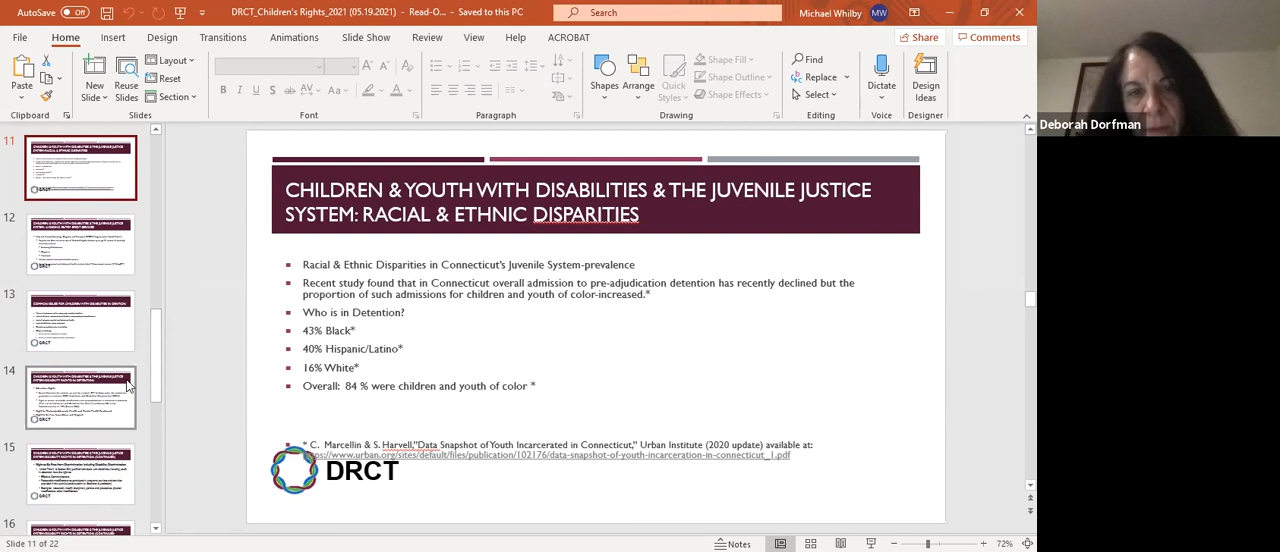 AutoSave Off DRCT_Children's Rights_2021 (05.19.2021) - Read-O... - Saved to this PC Search Michael Whilby MW
File Home Insert Design Transitions Animations Slide Show Review View Help ACROBAT Share Comments
Paste New Slide Reuse Slides Layout Reset Section Shapes Arrange Quick Styles Shape Fill Shape Outline Shape Effects Find Replace Select Dictate Design Ideas
Clipboard Slides Font Paragraph Drawing Editing Voice Designer
Deborah Dorfman
11
12
13
14
15
16
CHILDREN & YOUTH WITH DISABILITIES & THE JUVENILE JUSTICE
SYSTEM: RACIAL & ETHNIC DISPARITIES
Racial & Ethnic Disparities in Connecticut's Juvenile System-prevalence
Recent study found that in Connecticut overall admission to pre-adjudication detention has recently declined but the
proportion of such admissions for children and youth of color-increased.*
Who is in Detention?
43% Black*
40% Hispanic/Latino*
16% White*
Overall: 84 % were children and youth of color *
* C. Marcellin & S. Harvell,"Data Snapshot of Youth Incarcerated in Connecticut," Urban Institute (2020 update) available at:
www.urban.org/sites/default/files/publication/102176/data-snapshot-of-youth-incarceration-in-connecticut_1.pdf
DRCT
Slide 11 of 22 Notes 72%